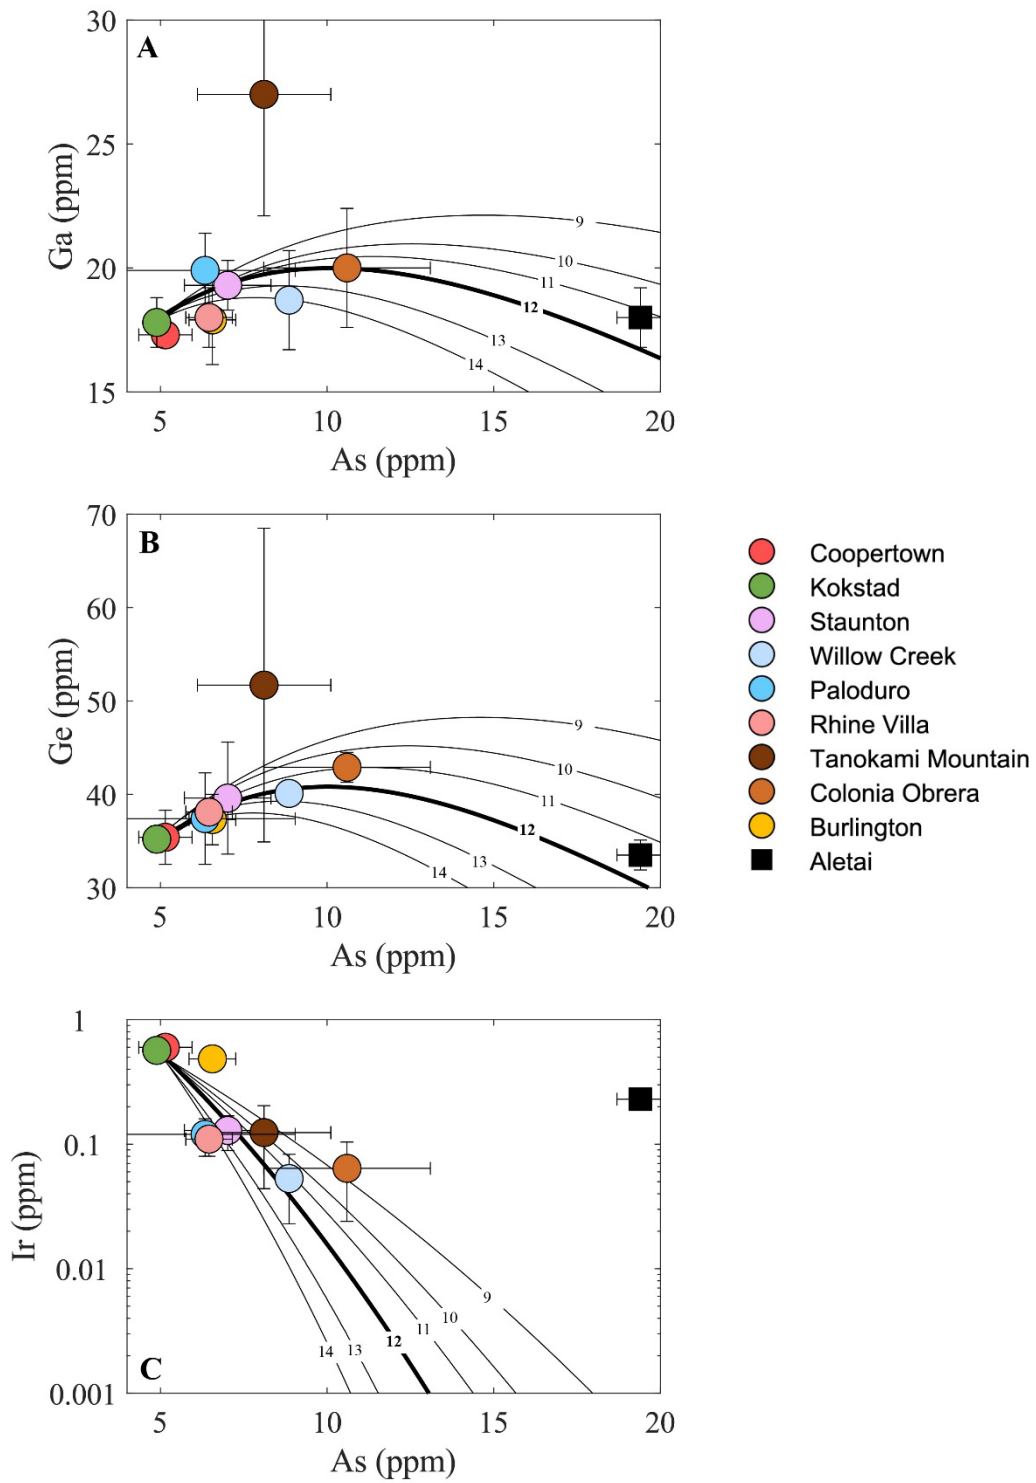 A
30
25
20
15
Ga (ppm)
9
10
11
12
13
14
5
10
15
20
As (ppm)
B
70
60
50
40
30
Ge (ppm)
9
10
11
12
13
14
5
10
15
20
As (ppm)
Coopertown
Kokstad
Staunton
Willow Creek
Paloduro
Rhine Villa
Tanokami Mountain
Colonia Obrera
Burlington
Aletai
1
0.1
0.01
0.001
Ir (ppm)
9
10
11
12
13
14
C
5
10
15
20
As (ppm)